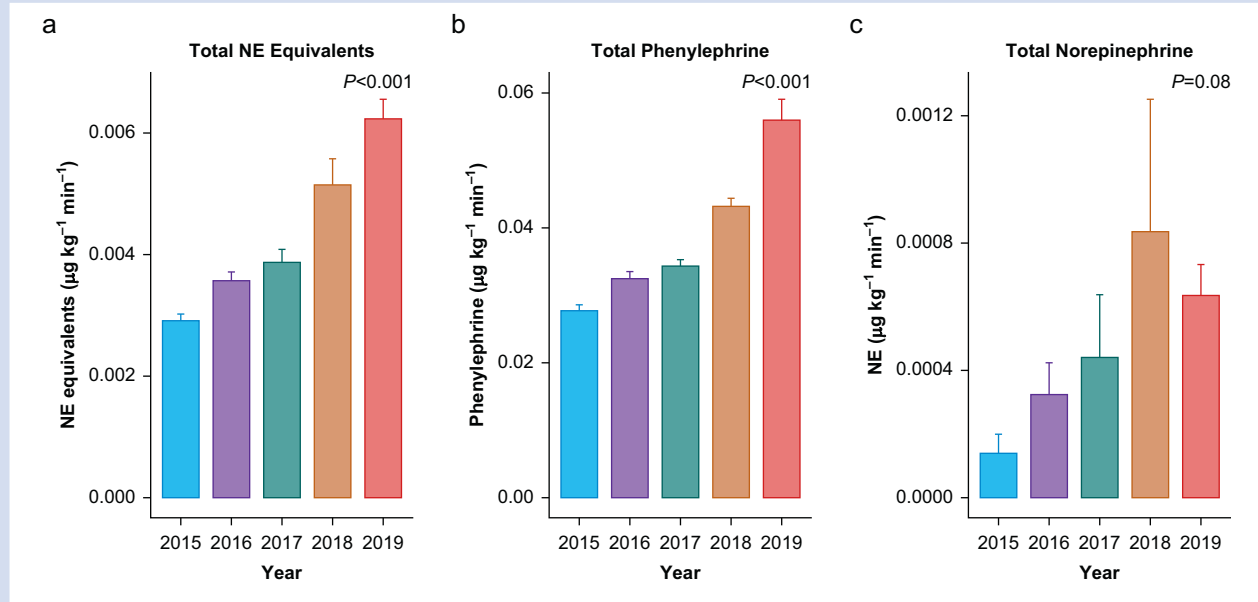 a
Total NE Equivalents
P<0.001
NE equivalents (µg kg⁻¹ min⁻¹)
0.006
0.004
0.002
0.000
2015 2016 2017 2018 2019
Year
b
Total Phenylephrine
P<0.001
Phenylephrine (µg kg⁻¹ min⁻¹)
0.06
0.04
0.02
0.00
2015 2016 2017 2018 2019
Year
c
Total Norepinephrine
P=0.08
NE (µg kg⁻¹ min⁻¹)
0.0012
0.0008
0.0004
0.0000
2015 2016 2017 2018 2019
Year